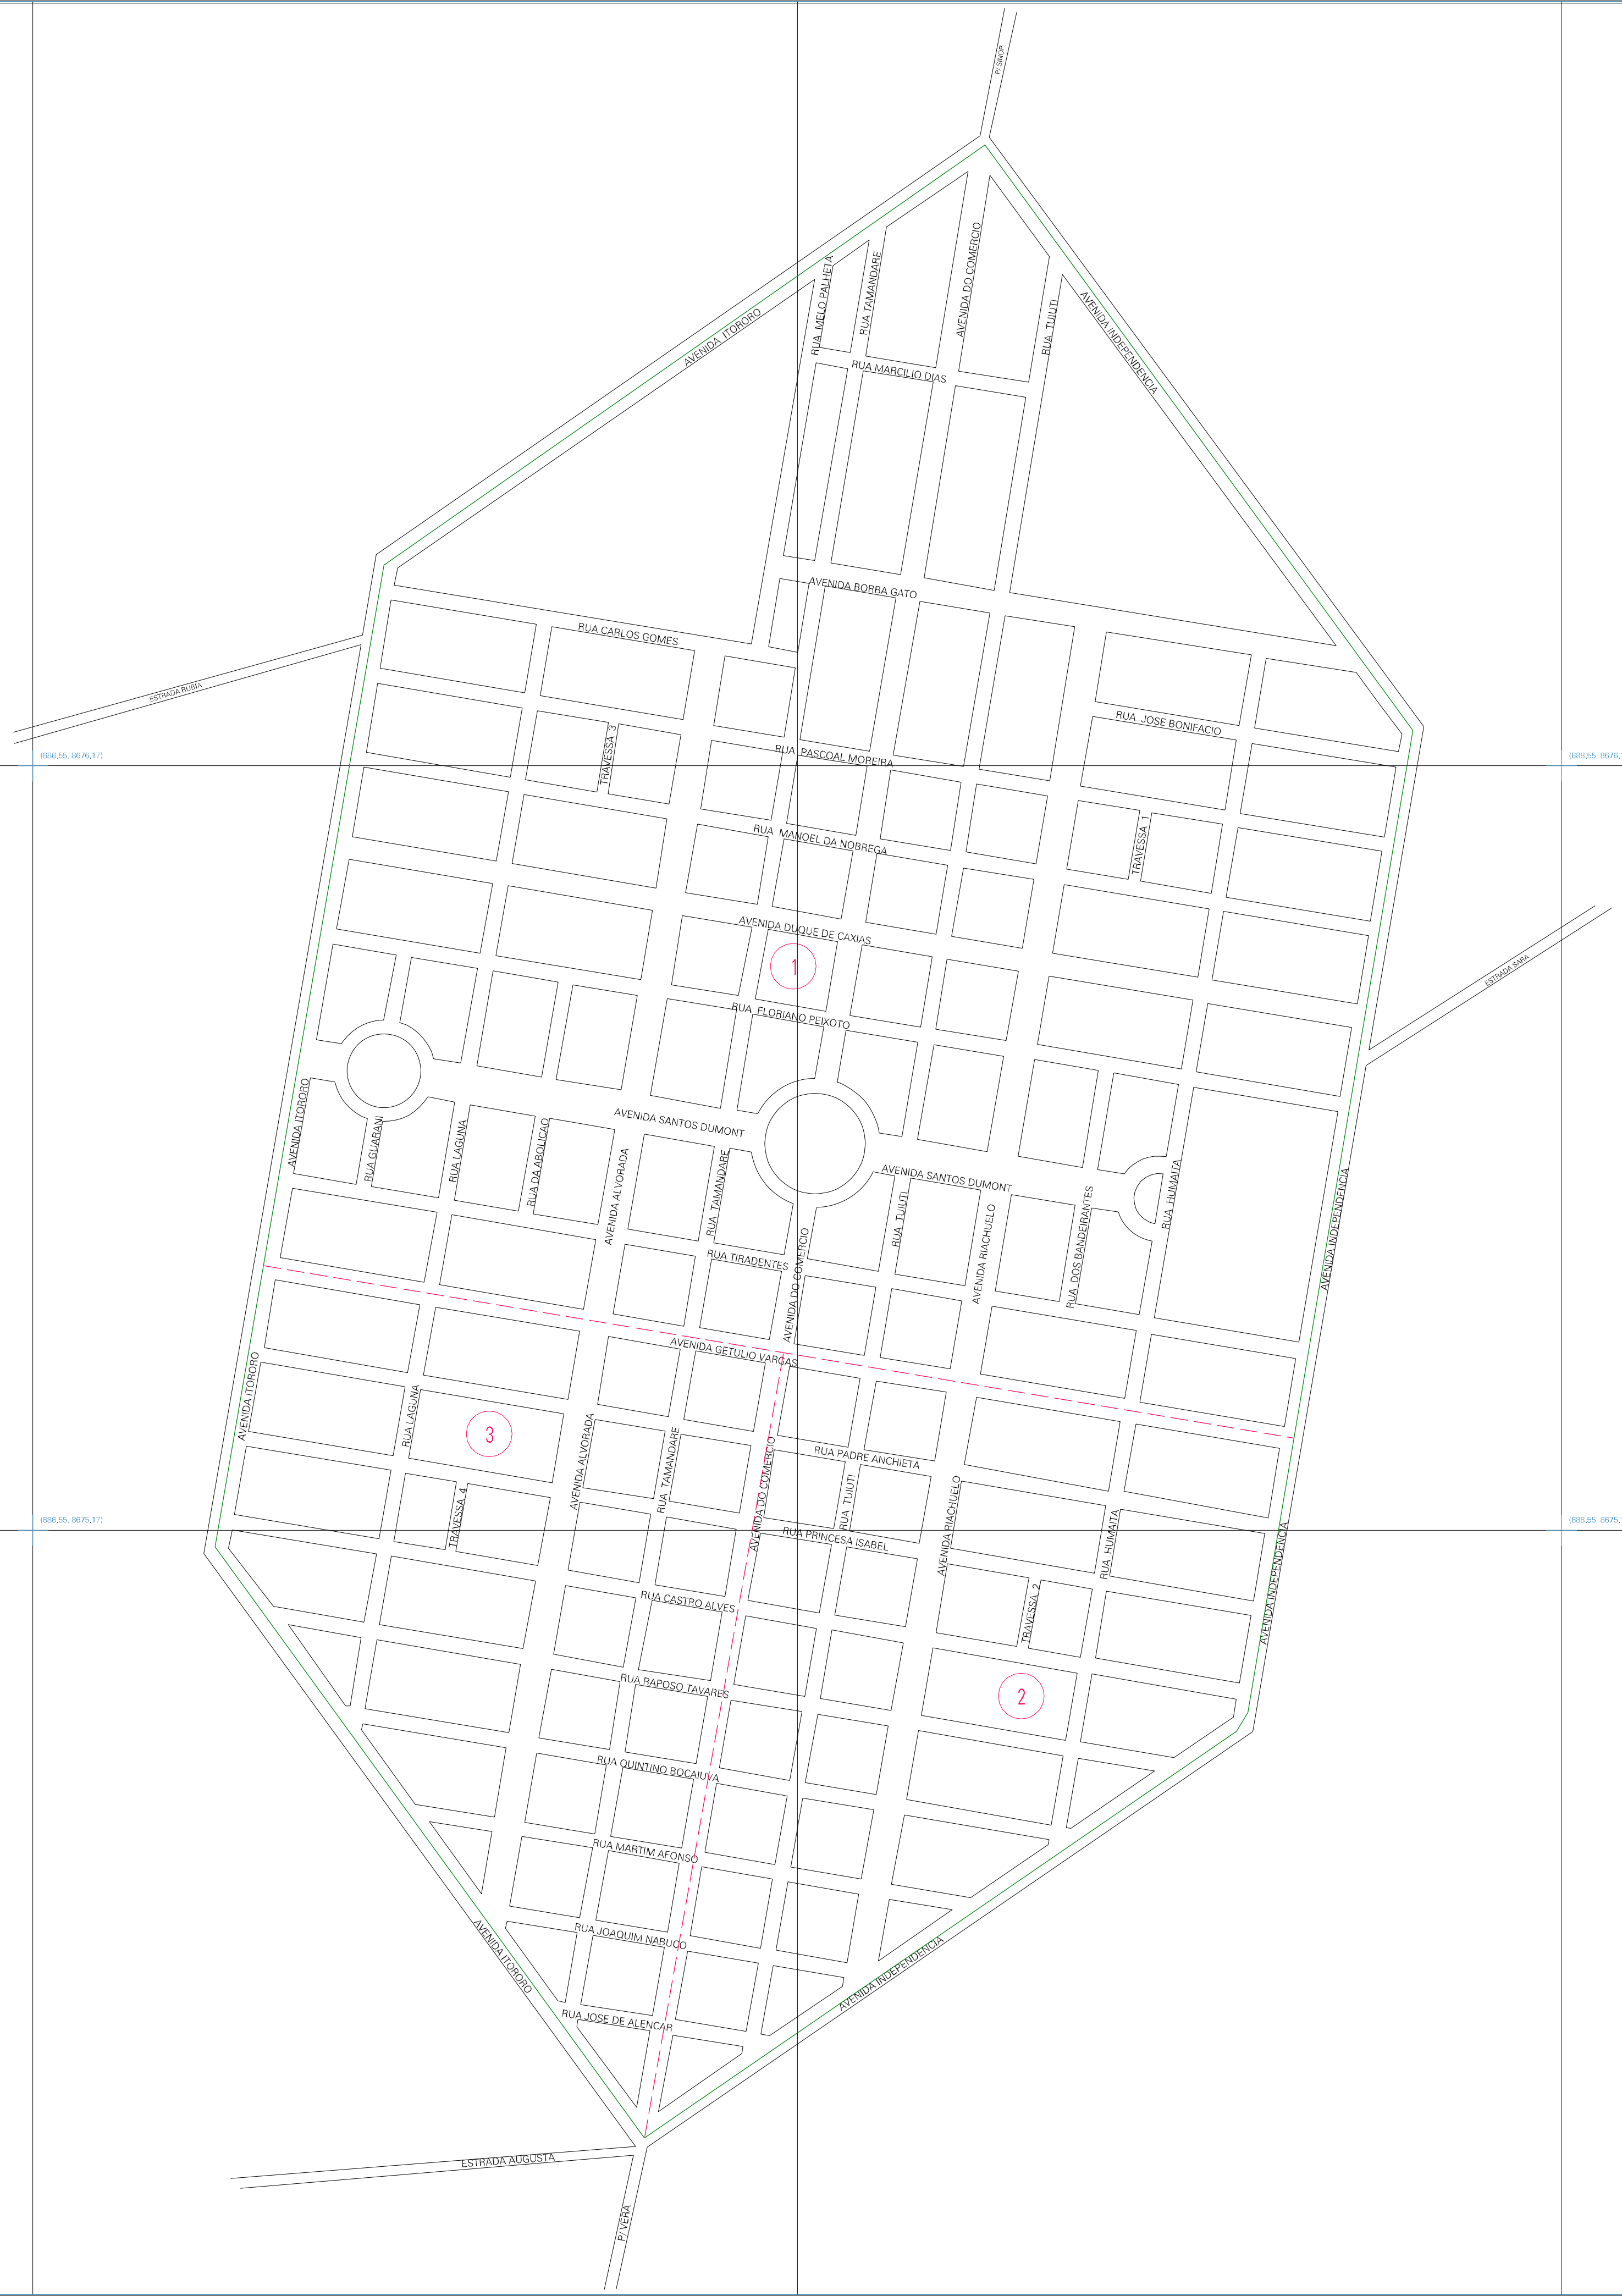 P/ SINOP
RUA MELO PALHETA
RUA TAMANDARE
AVENIDA DO COMERCIO
RUA TUIUTI
AVENIDA INDEPENDENCIA
AVENIDA ITORORO
RUA MARCILIO DIAS
AVENIDA BORBA GATO
RUA CARLOS GOMES
ESTRADA RUBIA
RUA JOSE BONIFACIO
TRAVESSA 3
RUA PASCOAL MOREIRA
(688,55, 8676,17)
(688,55, 8676,1
RUA MANOEL DA NOBREGA
TRAVESSA 1
AVENIDA DUQUE DE CAXIAS
1
ESTRADA SARA
RUA FLORIANO PEIXOTO
AVENIDA SANTOS DUMONT
AVENIDA ITORORO
RUA GUARANI
RUA LAGUNA
RUA DA ABOLICAO
AVENIDA ALVORADA
RUA TAMANDARE
AVENIDA SANTOS DUMONT
RUA TUIUTI
AVENIDA RIACHUELO
RUA DOS BANDEIRANTES
RUA HUMAITA
AVENIDA INDEPENDENCIA
RUA TIRADENTES
AVENIDA DO COMERCIO
AVENIDA GETULIO VARGAS
AVENIDA ITORORO
RUA LAGUNA
3
AVENIDA ALVORADA
RUA TAMANDARE
AVENIDA DO COMERCIO
RUA PADRE ANCHIETA
RUA TUIUTI
AVENIDA RIACHUELO
TRAVESSA 4
RUA HUMAITA
AVENIDA INDEPENDENCIA
(688,55, 8675,17)
(688,55, 8675,
RUA PRINCESA ISABEL
RUA CASTRO ALVES
TRAVESSA 2
RUA RAPOSO TAVARES
2
RUA QUINTINO BOCAIUVA
RUA MARTIM AFONSO
AVENIDA ITORORO
RUA JOAQUIM NABUCO
AVENIDA INDEPENDENCIA
RUA JOSE DE ALENCAR
ESTRADA AUGUSTA
P/ VERA